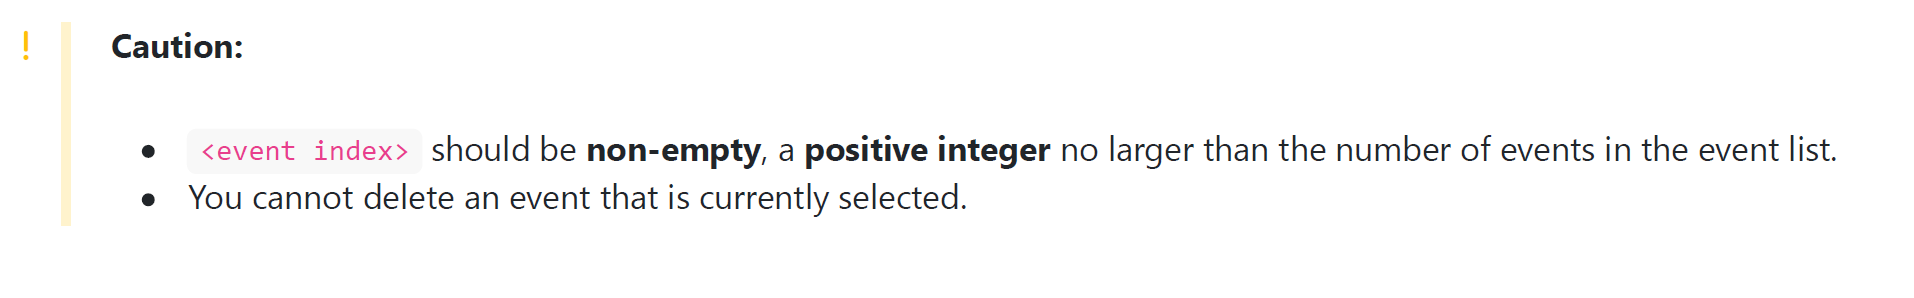 !
Caution:
● <event index> should be non-empty, a positive integer no larger than the number of events in the event list.
● You cannot delete an event that is currently selected.